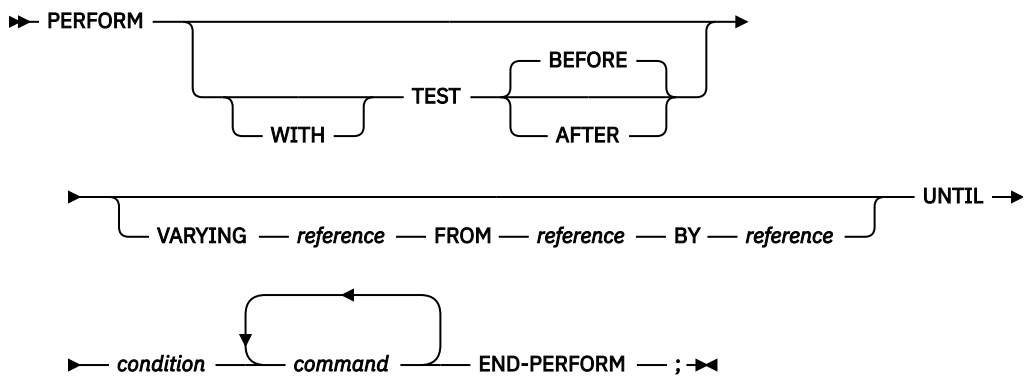 PERFORM
BEFORE
TEST
WITH
AFTER
UNTIL
VARYING reference FROM reference BY reference
condition command END-PERFORM ;